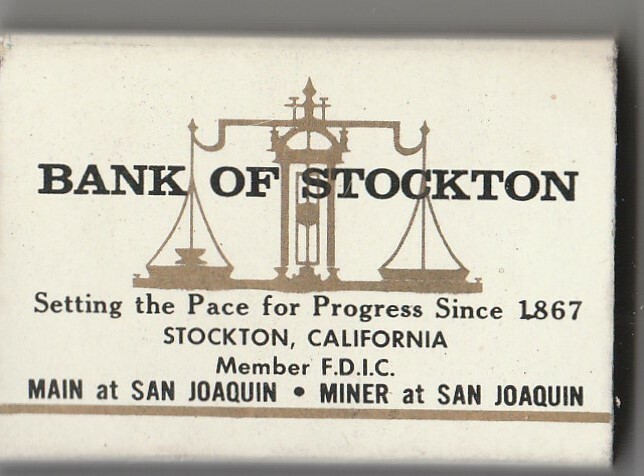 BANK OF STOCKTON
Setting the Pace for Progress Since 1867
STOCKTON, CALIFORNIA
Member F.D.I.C.
MAIN at SAN JOAQUIN • MINER at SAN JOAQUIN